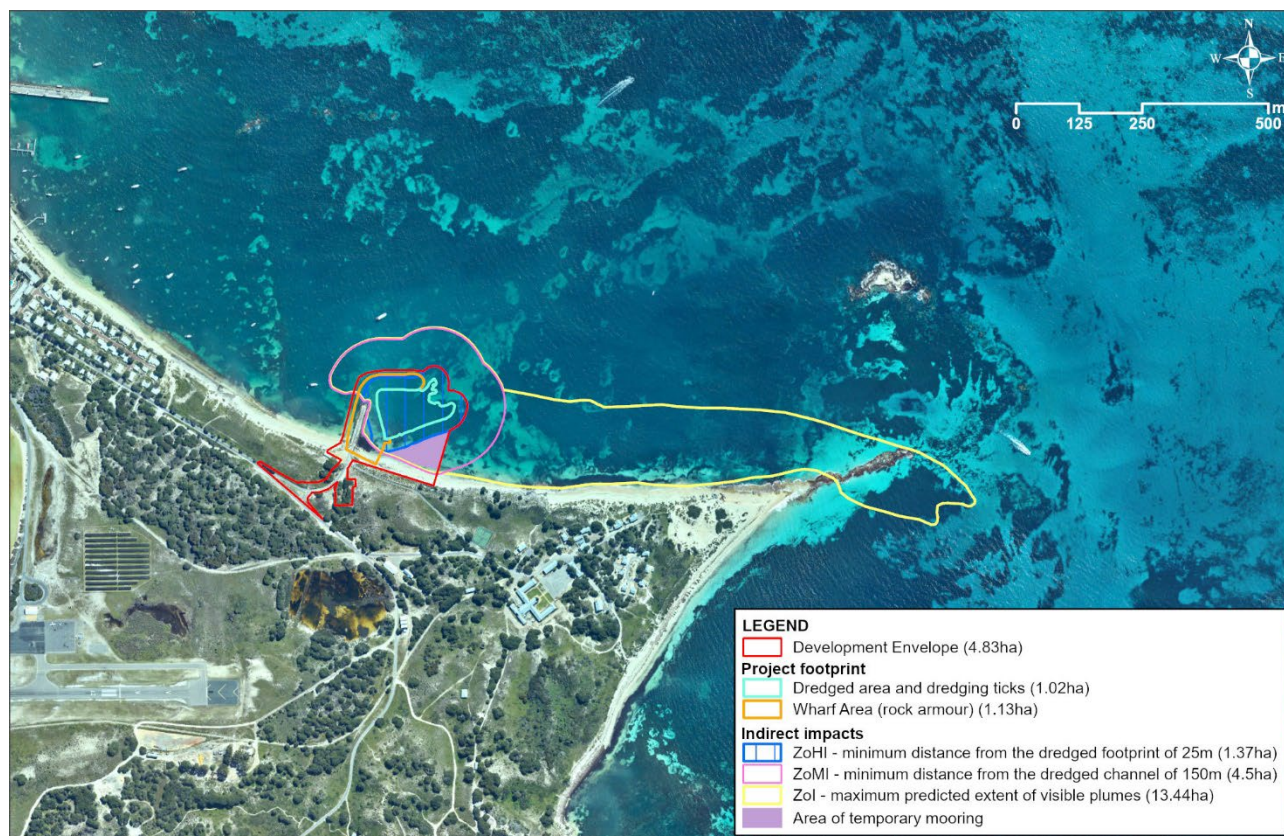 N
W E
S
m
0 125 250 500
LEGEND
Development Envelope (4.83ha)
Project footprint
Dredged area and dredging ticks (1.02ha)
Wharf Area (rock armour) (1.13ha)
Indirect impacts
ZoHI - minimum distance from the dredged footprint of 25m (1.37ha)
ZoMI - minimum distance from the dredged channel of 150m (4.5ha)
ZoI - maximum predicted extent of visible plumes (13.44ha)
Area of temporary mooring